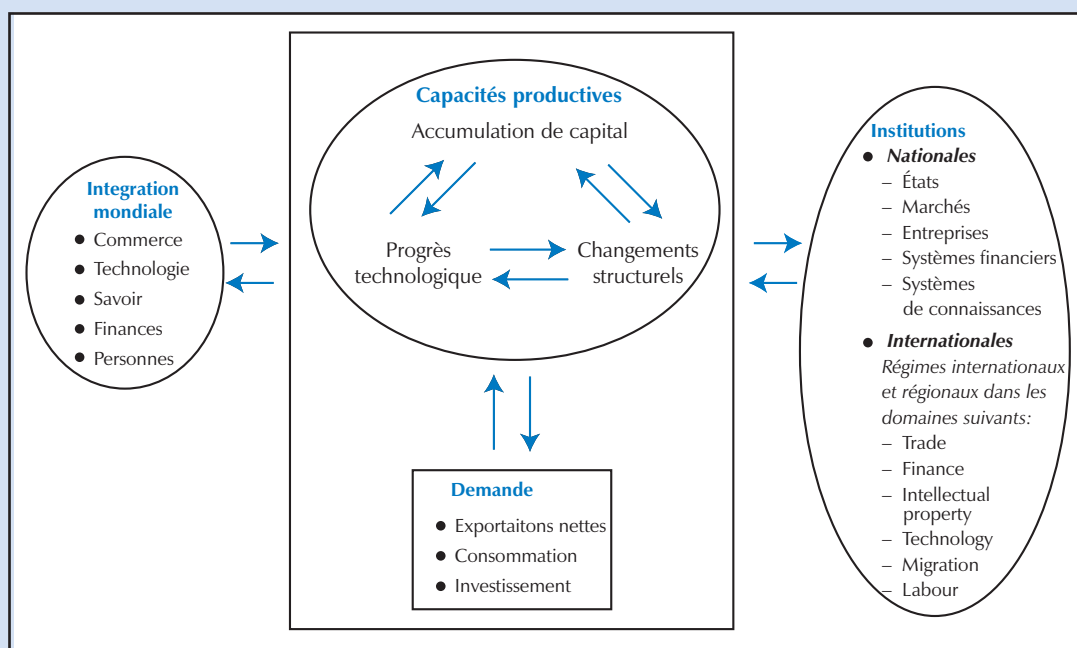 Integration
mondiale
● Commerce
● Technologie
● Savoir
● Finances
● Personnes
Capacités productives
Accumulation de capital
Progrès
technologique
Changements
structurels
Demande
● Exportaitons nettes
● Consommation
● Investissement
Institutions
● Nationales
– États
– Marchés
– Entreprises
– Systèmes financiers
– Systèmes
de connaissances
● Internationales
Régimes internationaux
et régionaux dans les
domaines suivants:
– Trade
– Finance
– Intellectual
property
– Technology
– Migration
– Labour